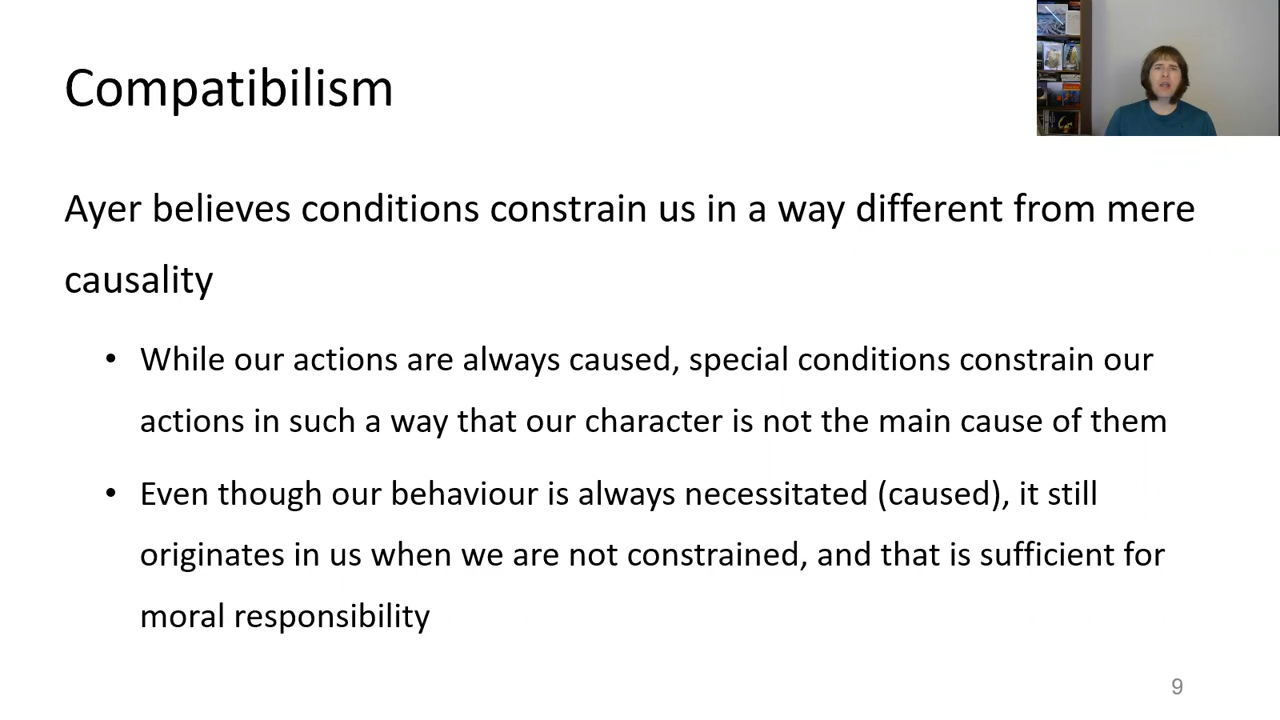 Compatibilism
Ayer believes conditions constrain us in a way different from mere
causality
• While our actions are always caused, special conditions constrain our
actions in such a way that our character is not the main cause of them
• Even though our behaviour is always necessitated (caused), it still
originates in us when we are not constrained, and that is sufficient for
moral responsibility
9